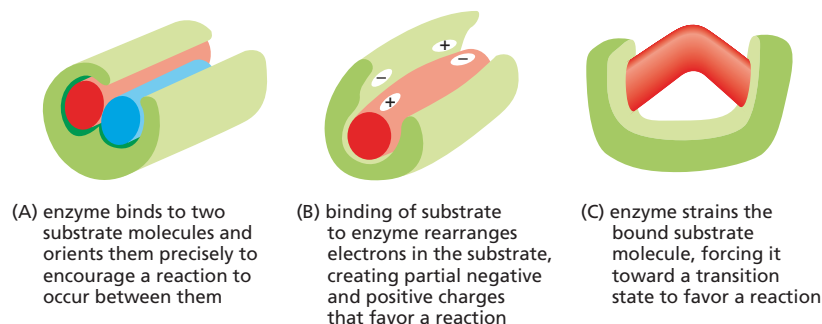 +
−
−
+
(A) enzyme binds to two
substrate molecules and
orients them precisely to
encourage a reaction to
occur between them
(B) binding of substrate
to enzyme rearranges
electrons in the substrate,
creating partial negative
and positive charges
that favor a reaction
(C) enzyme strains the
bound substrate
molecule, forcing it
toward a transition
state to favor a reaction